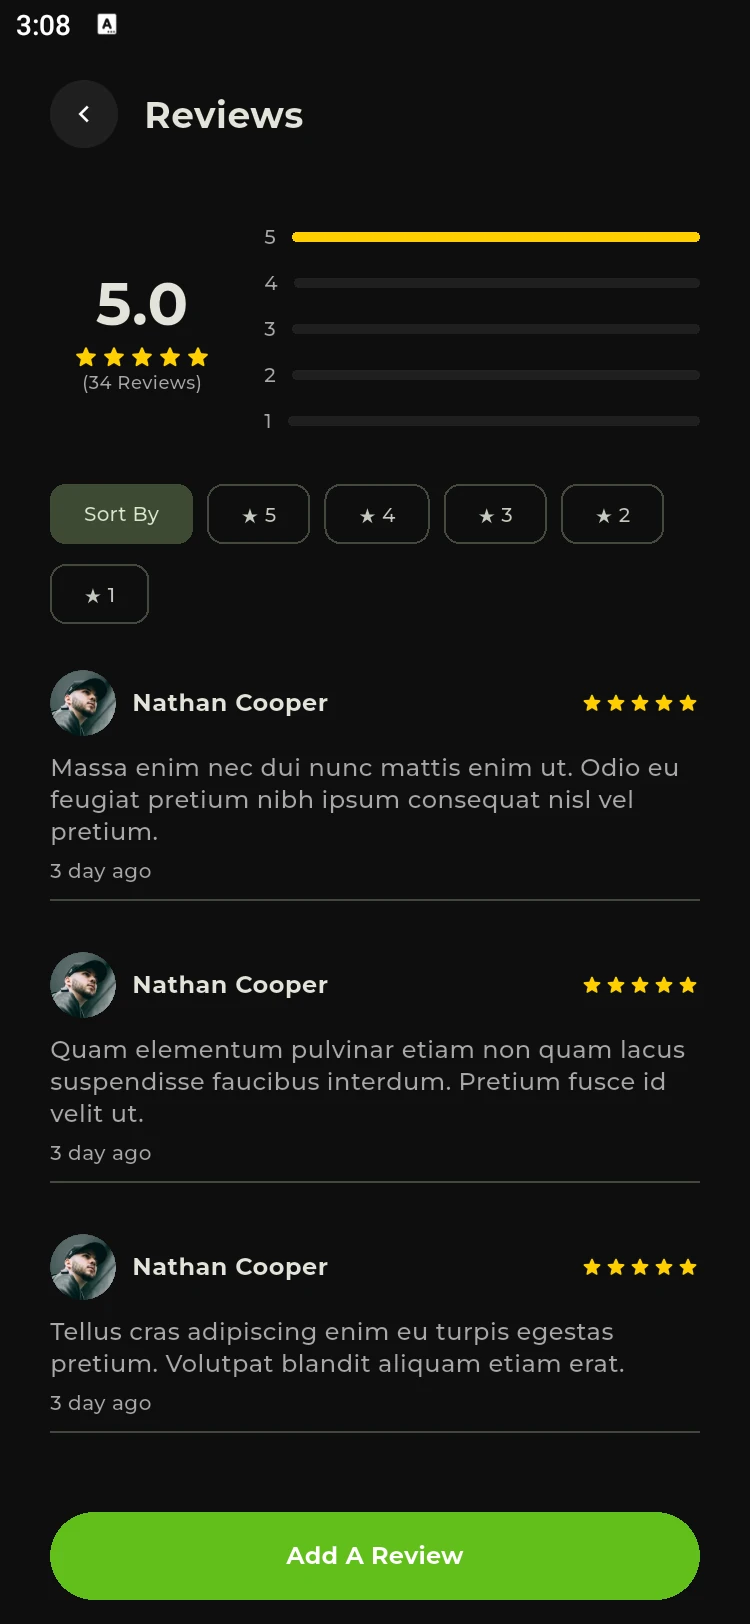 3:08
A
Reviews
5
4
3
2
1
5.0
(34 Reviews)
Sort By
★ 5
★ 4
★ 3
★ 2
★ 1
Nathan Cooper
Massa enim nec dui nunc mattis enim ut. Odio eu
feugiat pretium nibh ipsum consequat nisl vel
pretium.
3 day ago
Nathan Cooper
Quam elementum pulvinar etiam non quam lacus
suspendisse faucibus interdum. Pretium fusce id
velit ut.
3 day ago
Nathan Cooper
Tellus cras adipiscing enim eu turpis egestas
pretium. Volutpat blandit aliquam etiam erat.
3 day ago
Add A Review